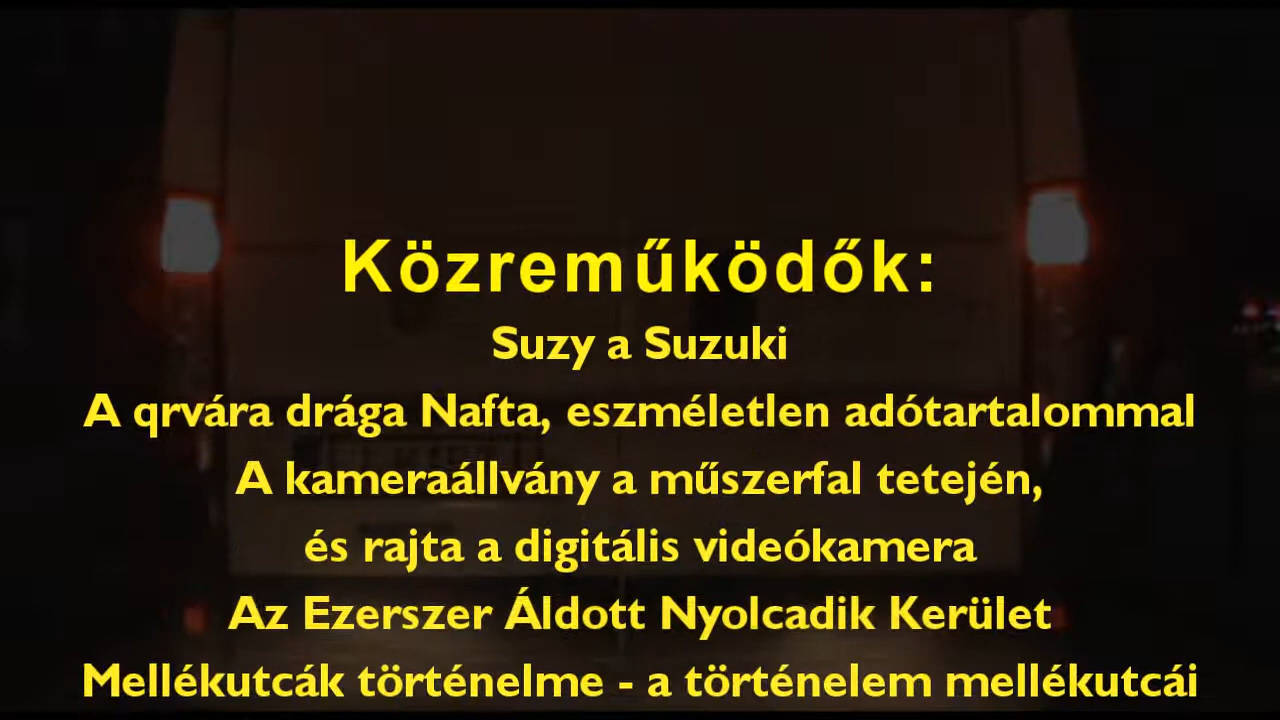 Közreműködők:
Suzy a Suzuki
A qrvára drága Nafta, eszméletlen adótartalommal
A kameraállvány a műszerfal tetején,
és rajta a digitális videókamera
Az Ezerszer Áldott Nyolcadik Kerület
Mellékutcák történelme - a történelem mellékutcái